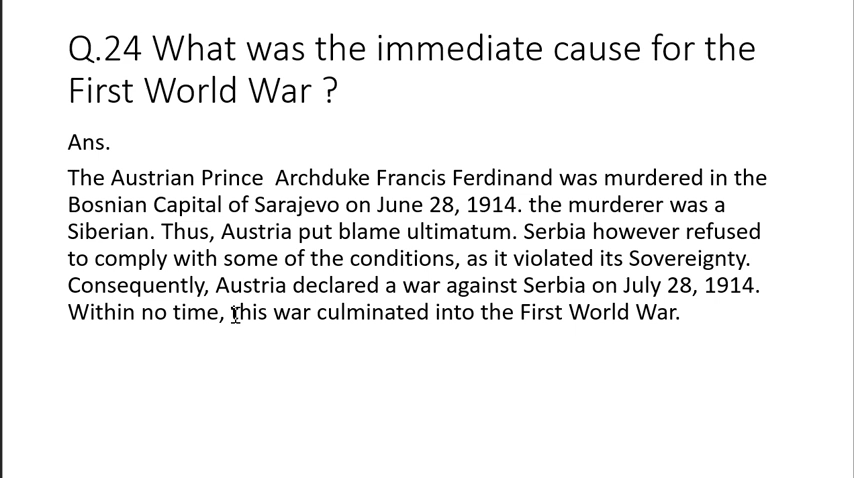 Q.24 What was the immediate cause for the
First World War ?
Ans.
The Austrian Prince  Archduke Francis Ferdinand was murdered in the
Bosnian Capital of Sarajevo on June 28, 1914. the murderer was a
Siberian. Thus, Austria put blame ultimatum. Serbia however refused
to comply with some of the conditions, as it violated its Sovereignty.
Consequently, Austria declared a war against Serbia on July 28, 1914.
Within no time, this war culminated into the First World War.